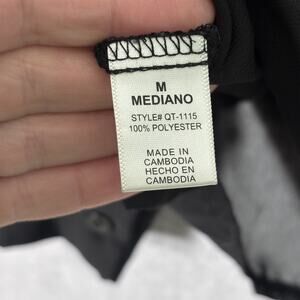 M
MEDIANO
STYLE# QT-1115
100% POLYESTER
MADE IN
CAMBODIA
HECHO EN
CAMBODIA